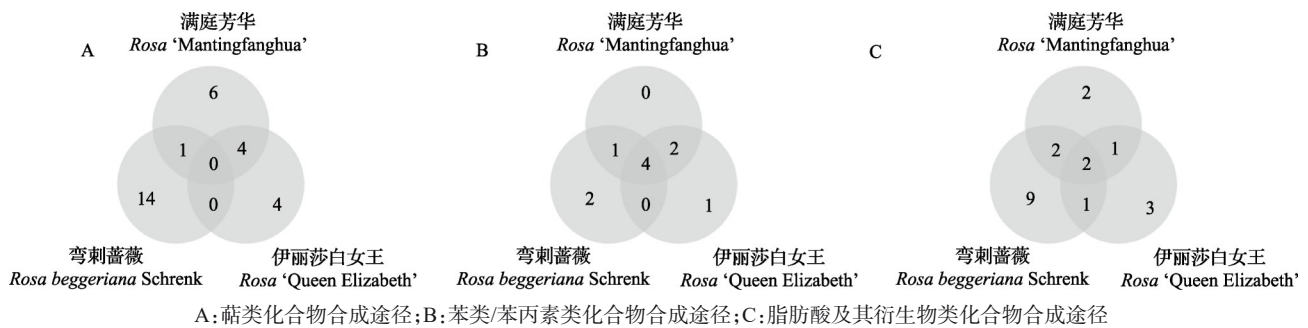 A
满庭芳华
Rosa ‘Mantingfanghua’
6
1
4
0
14
0
4
弯刺蔷薇
Rosa beggeriana Schrenk
伊丽莎白女王
Rosa ‘Queen Elizabeth’
B
满庭芳华
Rosa ‘Mantingfanghua’
0
1
2
4
2
0
1
弯刺蔷薇
Rosa beggeriana Schrenk
伊丽莎白女王
Rosa ‘Queen Elizabeth’
C
满庭芳华
Rosa ‘Mantingfanghua’
2
2
1
2
9
1
3
弯刺蔷薇
Rosa beggeriana Schrenk
伊丽莎白女王
Rosa ‘Queen Elizabeth’
A:萜类化合物合成途径;B:苯类/苯丙素类化合物合成途径;C:脂肪酸及其衍生物类化合物合成途径